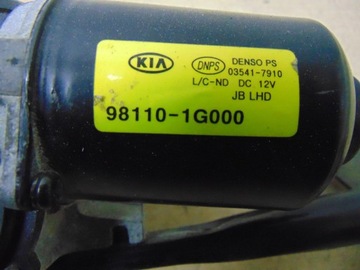 KIA DNPS DENSO PS
03541-7910
L/C-ND DC 12V
JB LHD
98110-1G000